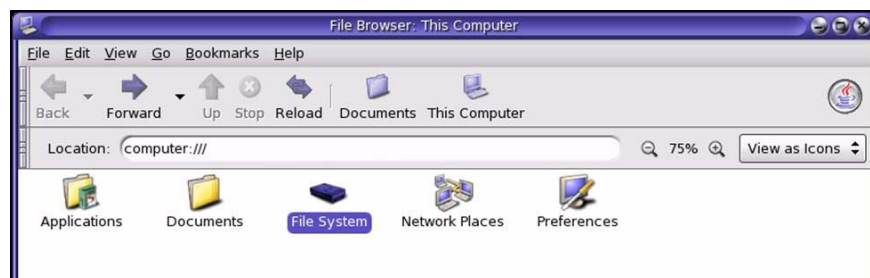 File Browser: This Computer
File Edit View Go Bookmarks Help
Back Forward Up Stop Reload Documents This Computer
Location: computer:/// 75% View as Icons
Applications Documents File System Network Places Preferences